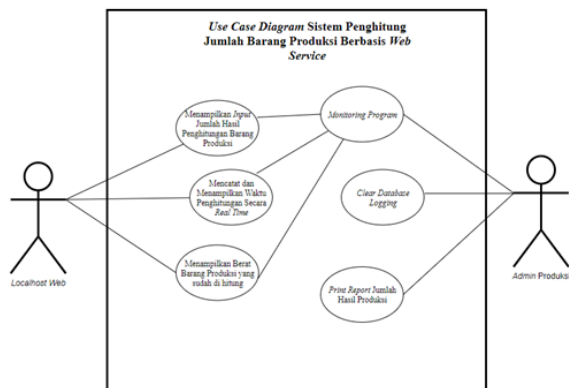 Use Case Diagram Sistem Penghitung
Jumlah Barang Produksi Berbasis Web
Service
Menampilkan Input
Jumlah Hasil
Penghitungan Barang
Produksi
Monitoring Program
Mencatat dan
Menampilkan Waktu
Penghitungan Secara
Real Time
Clear Database
Logging
Menampilkan Berat
Barang Produksi yang
sudah di hitung
Print Report Jumlah
Hasil Produksi
Localhost Web
Admin Produksi